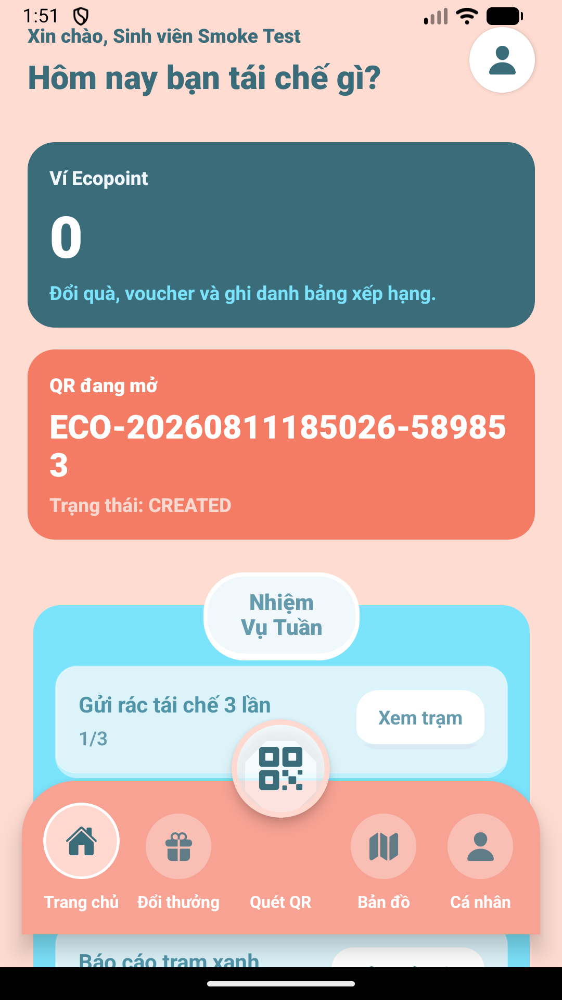 1:51
Xin chào, Sinh viên Smoke Test
Hôm nay bạn tái chế gì?
Ví Ecopoint
0
Đổi quà, voucher và ghi danh bảng xếp hạng.
QR đang mở
ECO-20260811185026-58985
3
Trạng thái: CREATED
Nhiệm
Vụ Tuần
Gửi rác tái chế 3 lần
1/3
Xem trạm
Trang chủ
Đổi thưởng
Quét QR
Bản đồ
Cá nhân
Báo cáo trạm xanh